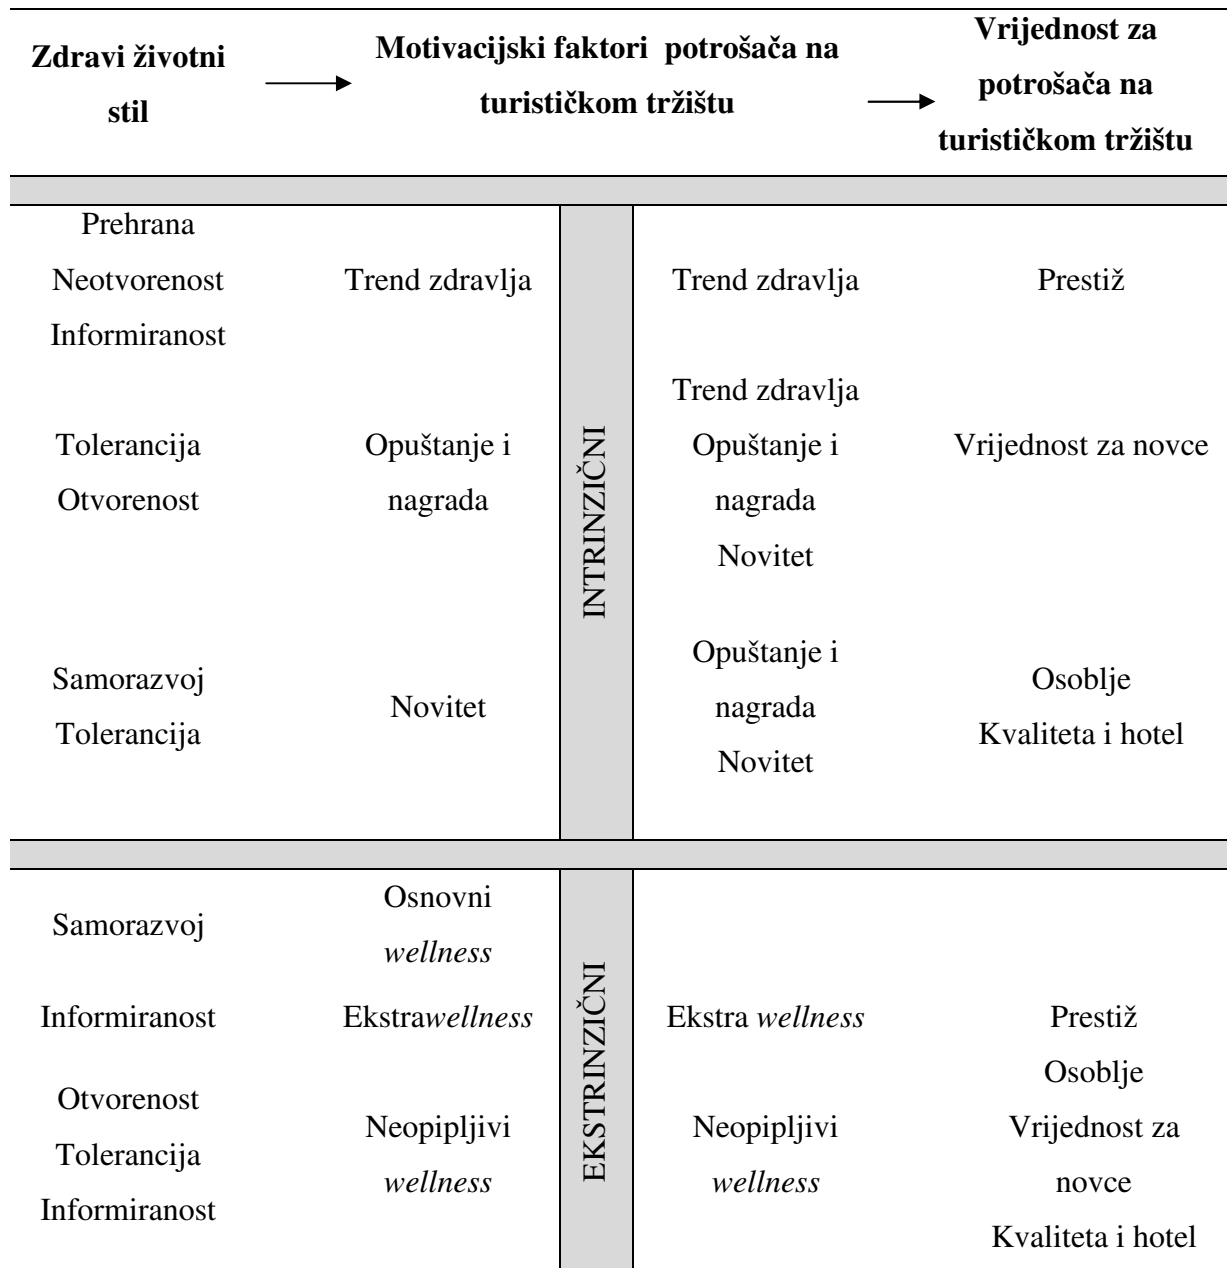 Zdravi životni
stil
Motivacijski faktori potrošača na
turističkom tržištu
Vrijednost za
potrošača na
turističkom tržištu
INTRINZIČNI
Prehrana
Neotvorenost
Informiranost
Trend zdravlja
Trend zdravlja
Prestiž
Tolerancija
Otvorenost
Opuštanje i
nagrada
Trend zdravlja
Opuštanje i
nagrada
Novitet
Vrijednost za novce
Samorazvoj
Tolerancija
Novitet
Opuštanje i
nagrada
Novitet
Osoblje
Kvaliteta i hotel
EKSTRINZIČNI
Samorazvoj
Osnovni
wellness
Informiranost
Ekstrawellness
Ekstra wellness
Prestiž
Otvorenost
Tolerancija
Informiranost
Neopipljivi
wellness
Neopipljivi
wellness
Osoblje
Vrijednost za
novce
Kvaliteta i hotel